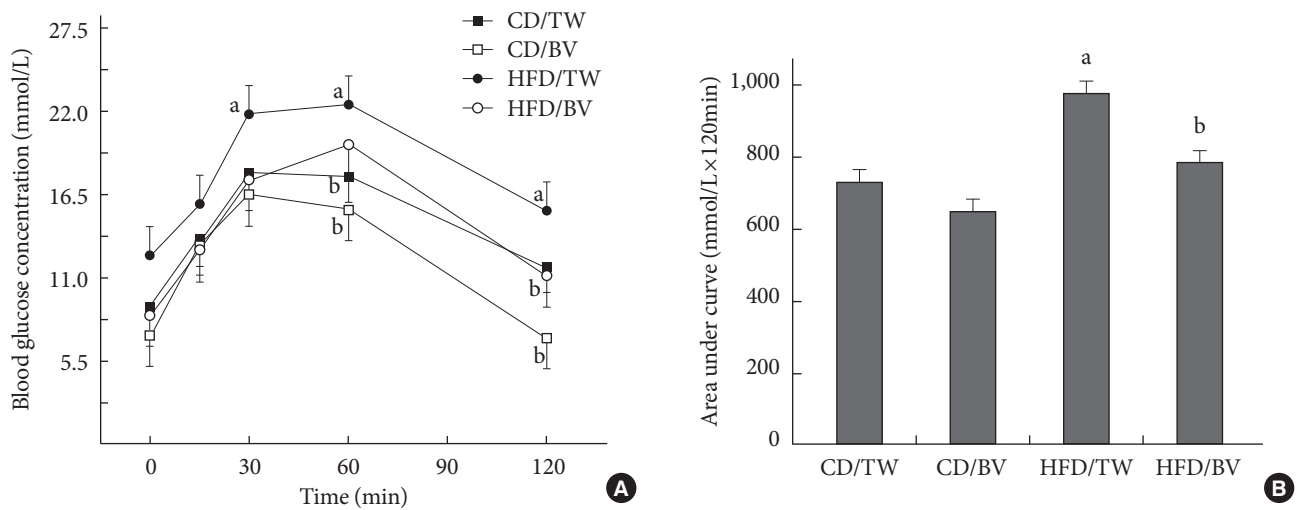 Blood glucose concentration (mmol/L)
27.5
22.0
16.5
11.0
5.5
CD/TW
CD/BV
HFD/TW
HFD/BV
a
a
a
b
b
b
b
0
30
60
90
120
Time (min)
A
Area under curve (mmol/L×120min)
1,000
800
600
400
200
0
a
b
CD/TW
CD/BV
HFD/TW
HFD/BV
B